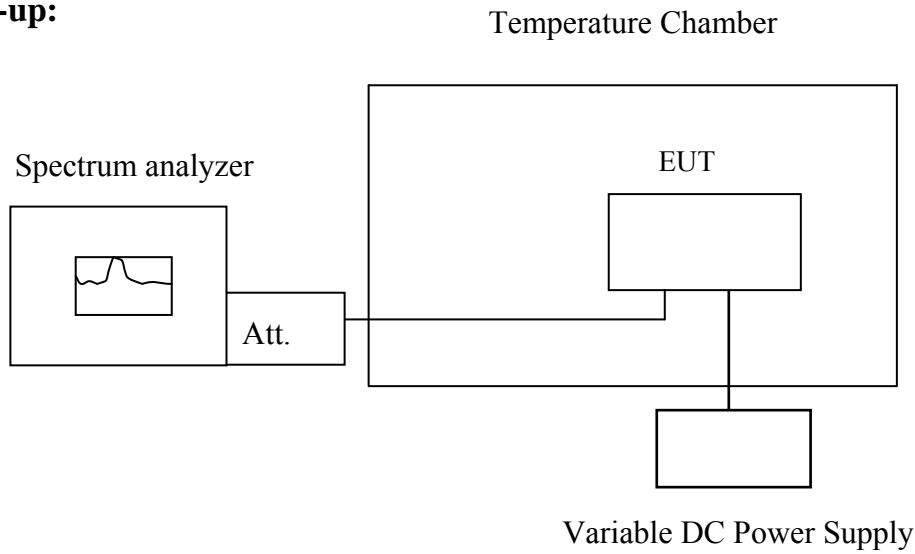 -up:
Temperature Chamber
Spectrum analyzer
EUT
Att.
Variable DC Power Supply